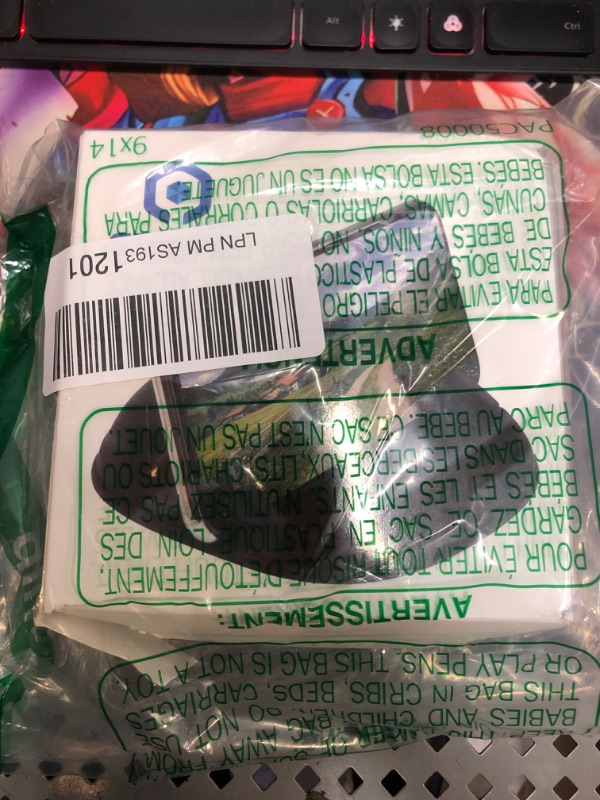 Alt Ctrl
AWAY FROM
BABIES AND CHILDREN. DO NOT USE
THIS BAG IN CRIBS, BEDS, CARRIAGES
OR PLAY PENS. THIS BAG IS NOT A TOY
AVERTISSEMENT:
POUR ÉVITER TOUT RISQUE D'ÉTOUFFEMENT,
GARDEZ CE SAC EN PLASTIQUE LOIN DES
BÉBÉS ET LES ENFANTS. N'UTILISEZ PAS CE
SAC DANS LES BERCEAUX, LITS, CHARIOTS OU
PARC AU BÉBÉ. CE SAC N'EST PAS UN JOUET.
PARA EVITAR EL PELIGRO
ESTA BOLSA DE PLASTICO
DE BEBES Y NINOS. NO
CUNAS, CAMAS, CARRIOLAS O CORRALES PARA
BEBES. ESTA BOLSA NO ES UN JUGUETE
LPN PM AS1931201
PAC50008 9x14